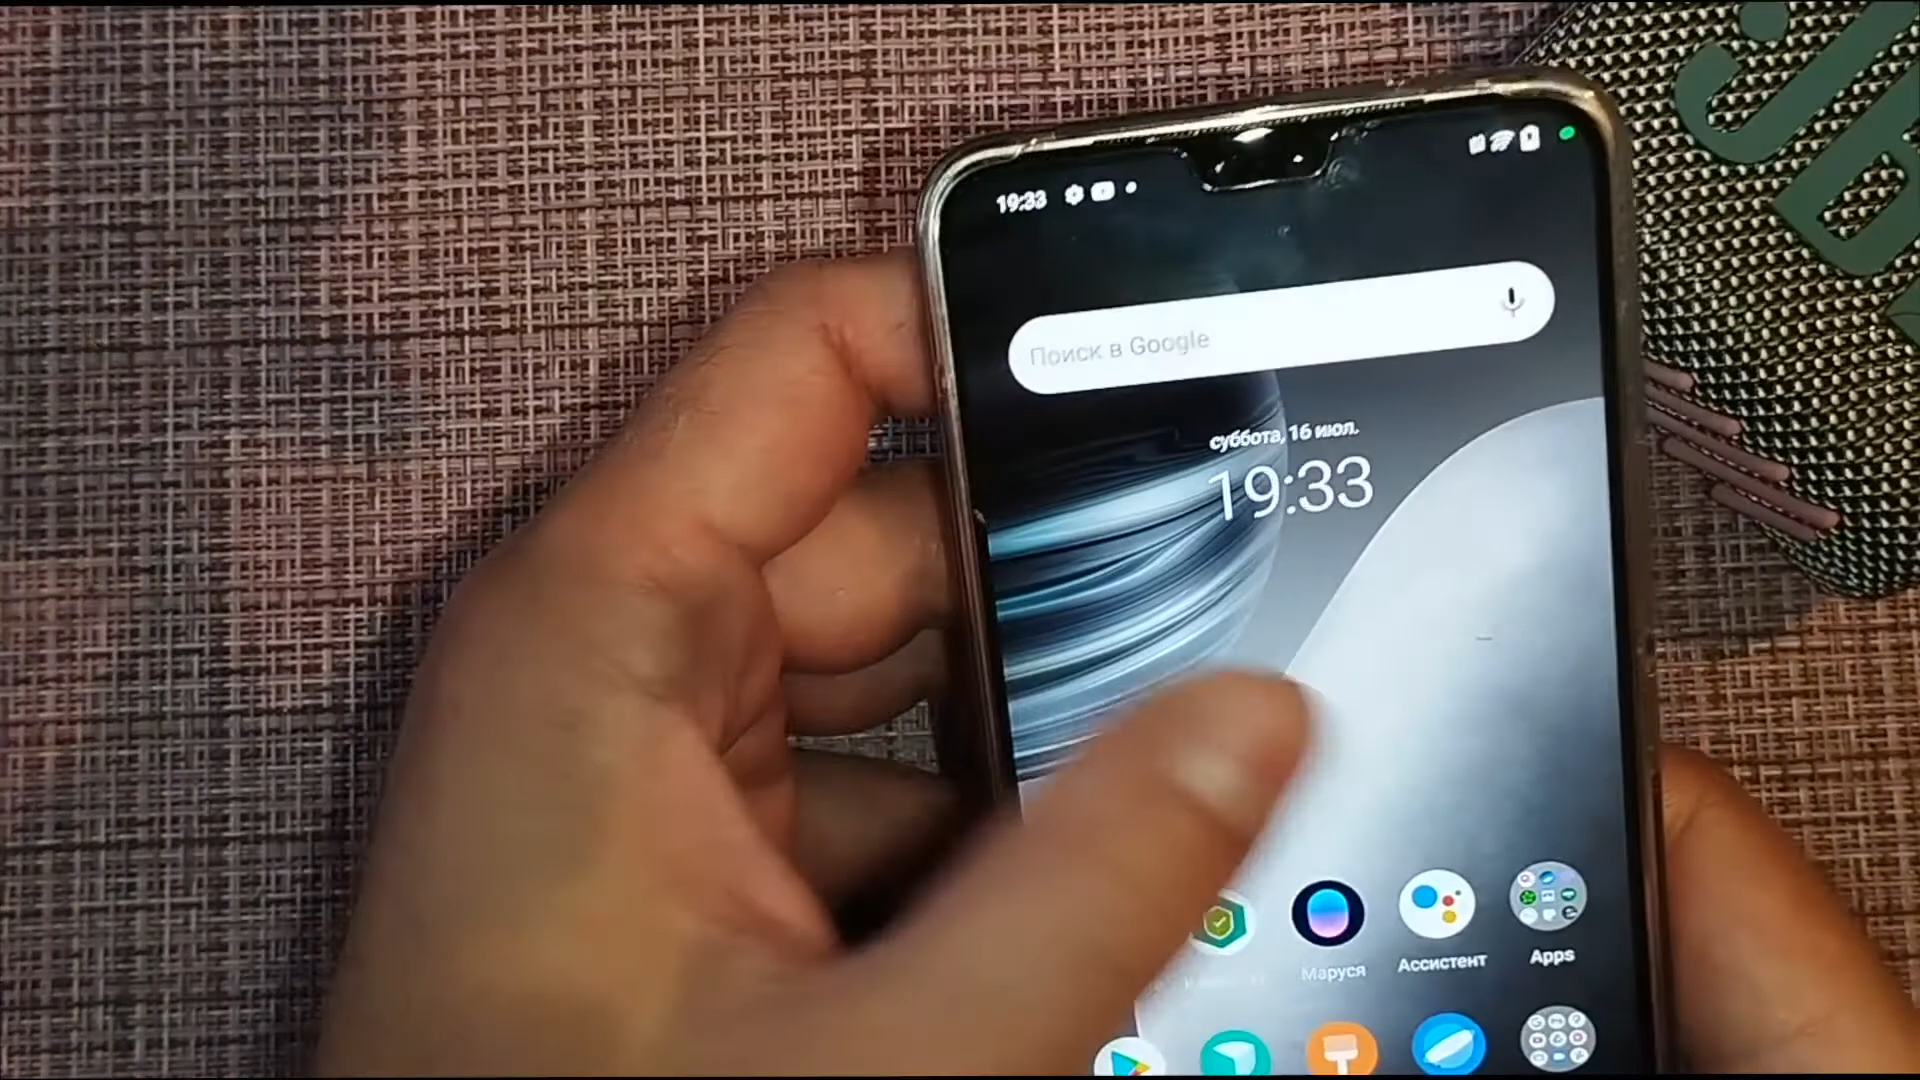 19:33
Поиск в Google
суббота, 16 июл.
19:33
Маруся
Ассистент
Apps